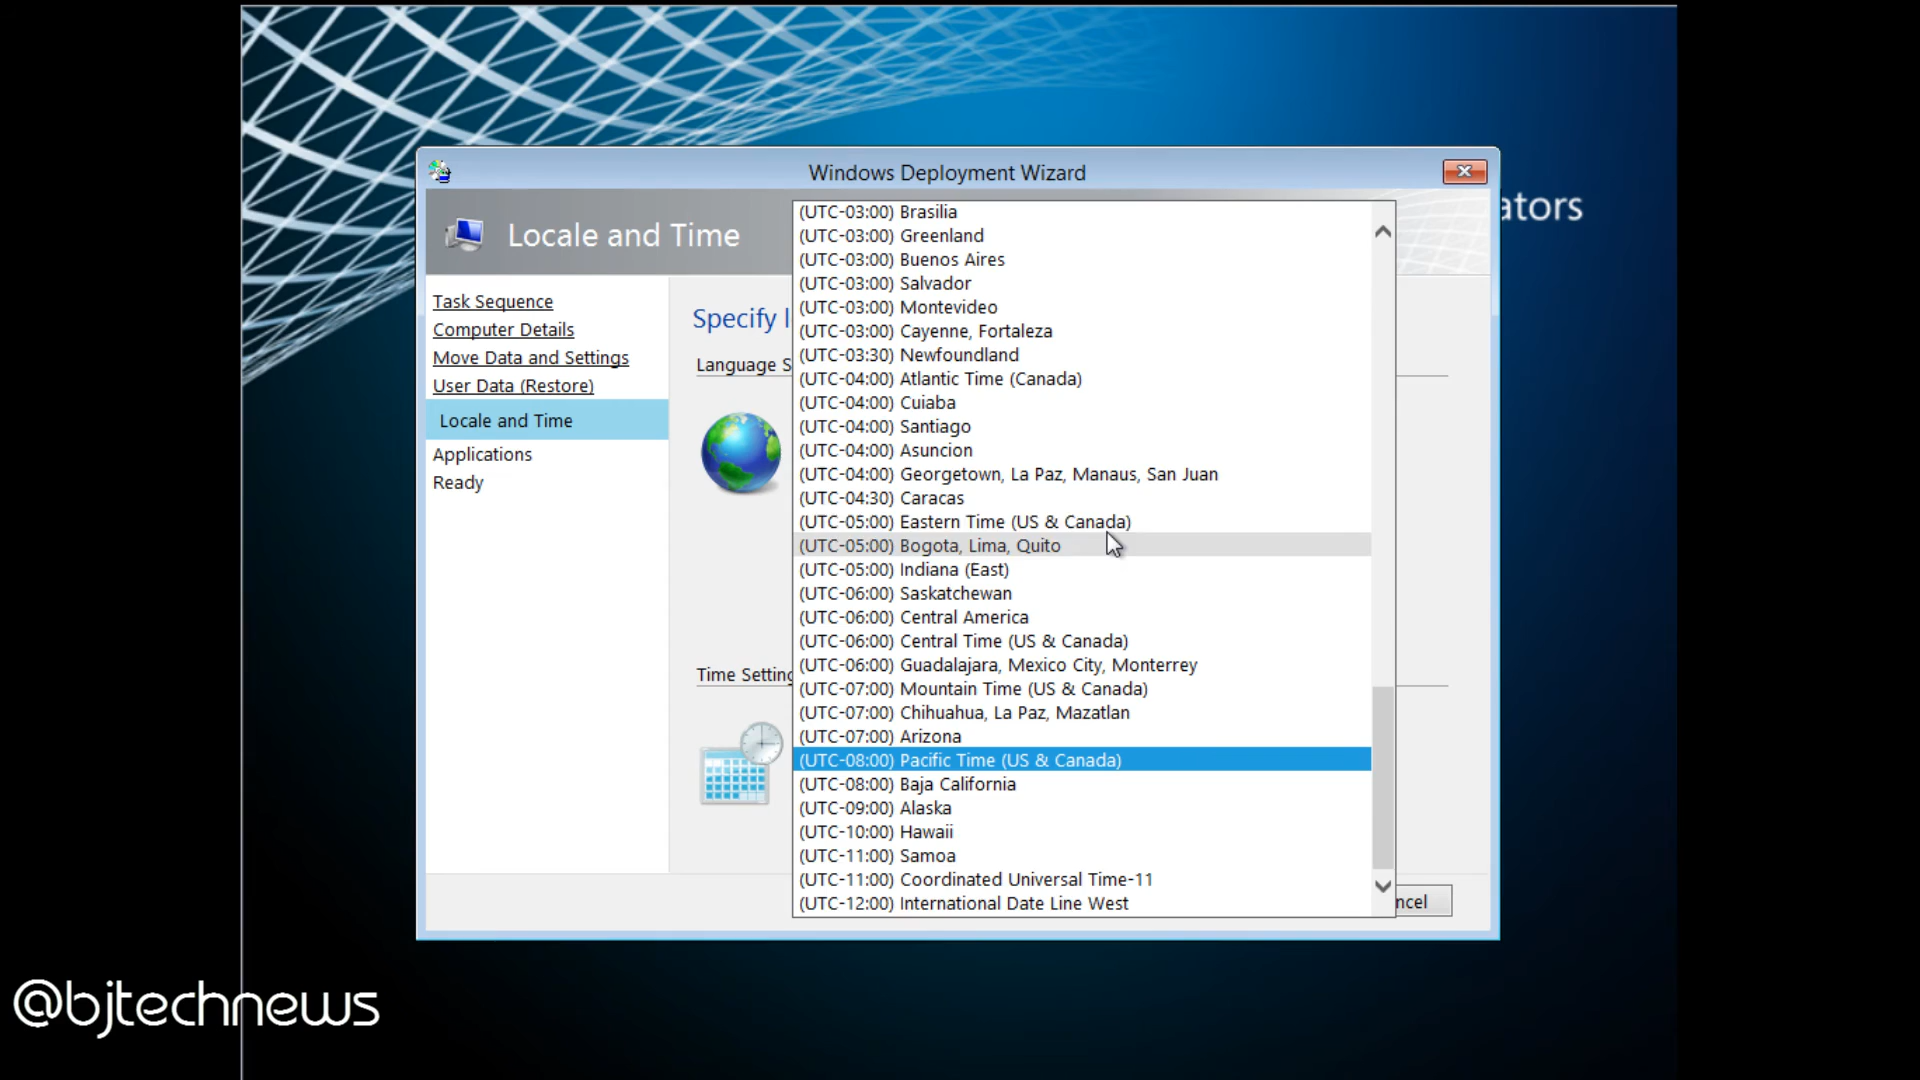 Windows Deployment Wizard
ators
Locale and Time
Task Sequence
Computer Details
Move Data and Settings
User Data (Restore)
Locale and Time
Applications
Ready
Specify l
Language S
Time Setting
(UTC-03:00) Brasilia
(UTC-03:00) Greenland
(UTC-03:00) Buenos Aires
(UTC-03:00) Salvador
(UTC-03:00) Montevideo
(UTC-03:00) Cayenne, Fortaleza
(UTC-03:30) Newfoundland
(UTC-04:00) Atlantic Time (Canada)
(UTC-04:00) Cuiaba
(UTC-04:00) Santiago
(UTC-04:00) Asuncion
(UTC-04:00) Georgetown, La Paz, Manaus, San Juan
(UTC-04:30) Caracas
(UTC-05:00) Eastern Time (US & Canada)
(UTC-05:00) Bogota, Lima, Quito
(UTC-05:00) Indiana (East)
(UTC-06:00) Saskatchewan
(UTC-06:00) Central America
(UTC-06:00) Central Time (US & Canada)
(UTC-06:00) Guadalajara, Mexico City, Monterrey
(UTC-07:00) Mountain Time (US & Canada)
(UTC-07:00) Chihuahua, La Paz, Mazatlan
(UTC-07:00) Arizona
(UTC-08:00) Pacific Time (US & Canada)
(UTC-08:00) Baja California
(UTC-09:00) Alaska
(UTC-10:00) Hawaii
(UTC-11:00) Samoa
(UTC-11:00) Coordinated Universal Time-11
(UTC-12:00) International Date Line West
ncel
@bjtechnews